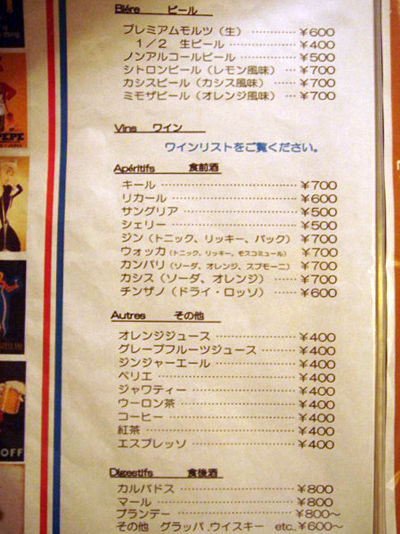 Bière ビール
プレミアムモルツ（生） ………… ￥600
１／２ 生ビール ………… ￥400
ノンアルコールビール ……… ￥500
シトロンビール（レモン風味） … ￥700
カシスビール（カシス風味） … ￥700
ミモザビール（オレンジ風味） … ￥700
Vins ワイン
ワインリストをご覧ください。
Apéritifs 食前酒
キール ………………………… ￥700
リカール ……………………… ￥600
サングリア …………………… ￥500
シェリー ……………………… ￥500
ジン（トニック、リッキー、バック） ￥700
ウォッカ（トニック、リッキー、モスコミュール） ￥700
カンパリ（ソーダ、オレンジ、スプモーニ） ￥700
カシス（ソーダ、オレンジ） …… ￥700
チンザノ（ドライ・ロッソ） …… ￥600
Autres その他
オレンジジュース …………… ￥400
グレープフルーツジュース …… ￥400
ジンジャーエール …………… ￥400
ペリエ ………………………… ￥400
ジャワティー ………………… ￥400
ウーロン茶 …………………… ￥400
コーヒー ……………………… ￥400
紅茶 …………………………… ￥400
エスプレッソ ………………… ￥400
Digestifs 食後酒
カルバドス …………………… ￥800
マール ………………………… ￥800
ブランデー …………………… ￥800～
その他 グラッパ .ウイスキー etc… ￥600～
OFF